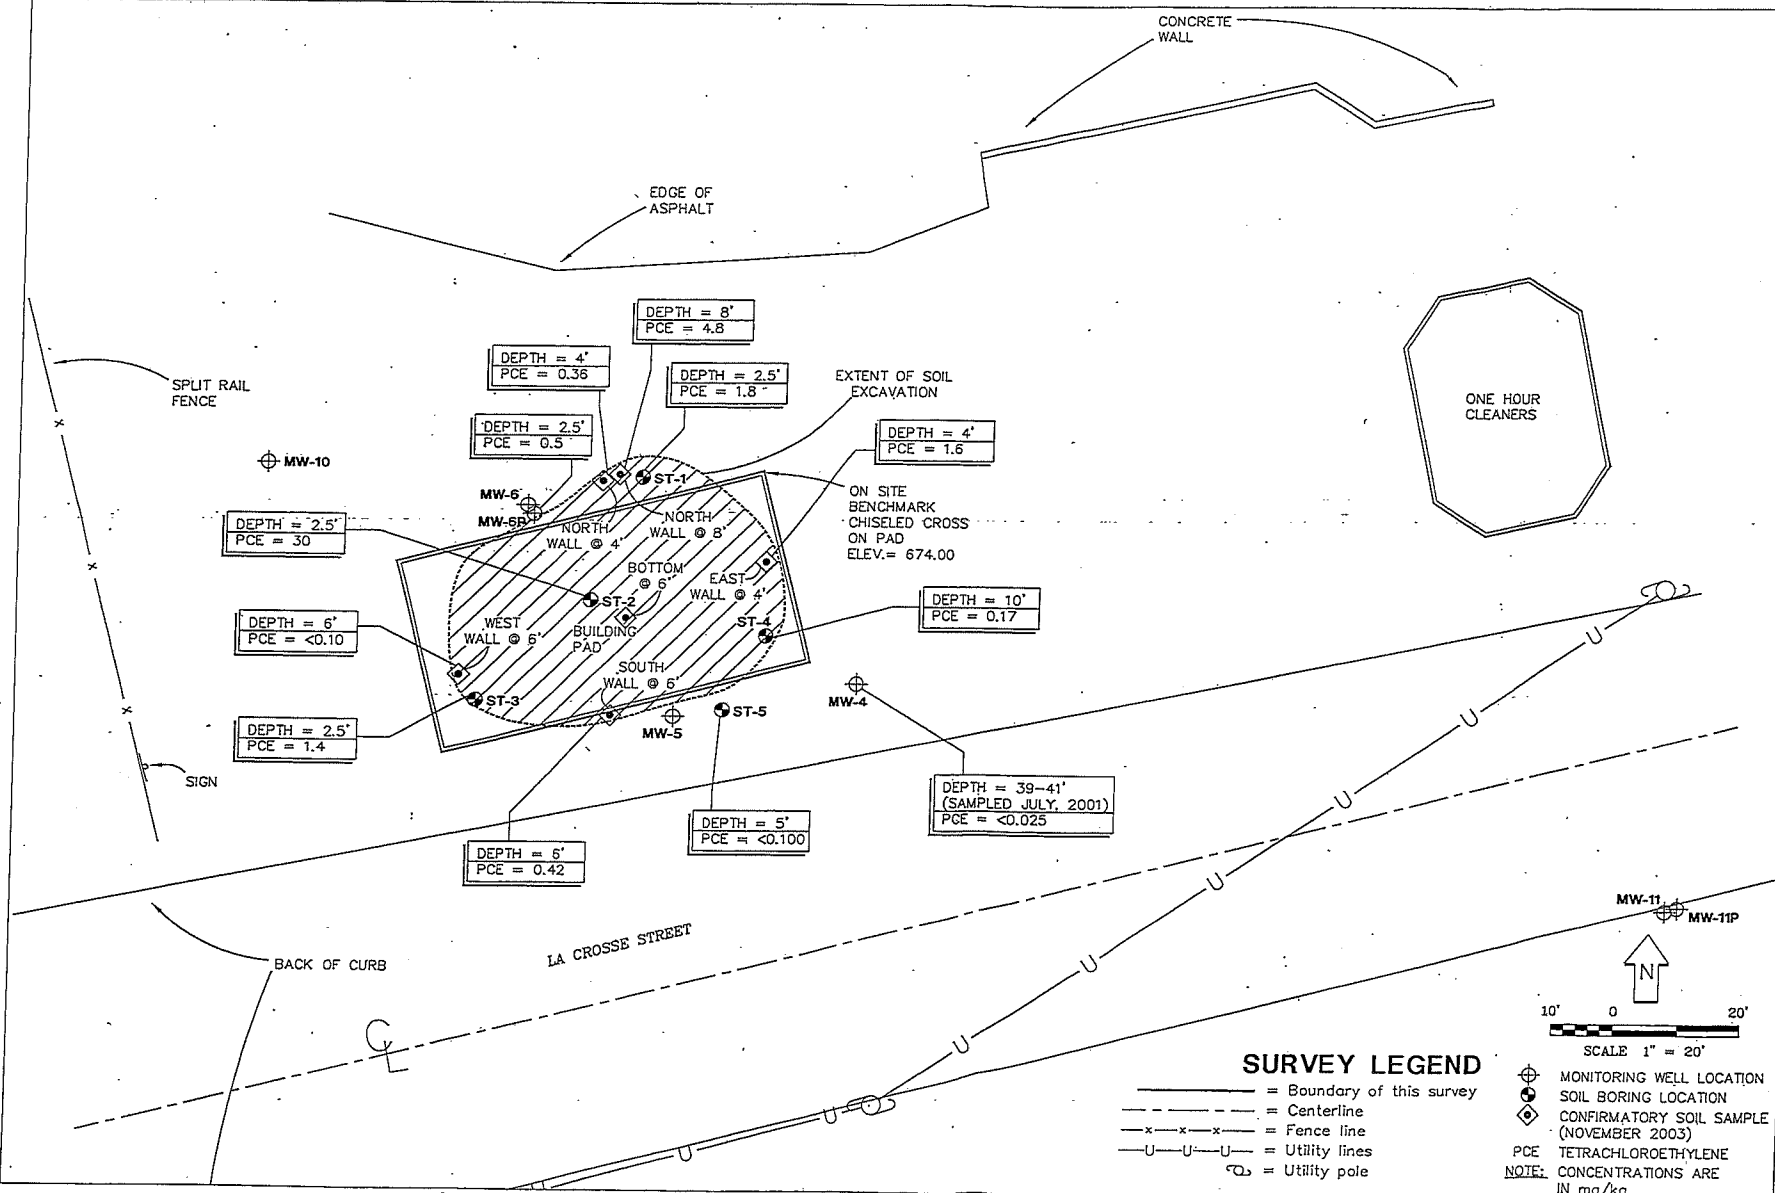 CONCRETE
WALL
EDGE OF
ASPHALT
DEPTH = 8'
PCE = 4.8
DEPTH = 4'
PCE = 0.36
DEPTH = 2.5'
PCE = 1.8
EXTENT OF SOIL
EXCAVATION
SPLIT RAIL
FENCE
ONE HOUR
CLEANERS
DEPTH = 2.5'
PCE = 0.5
DEPTH = 4'
PCE = 1.6
MW-10
ST-1
MW-6
MW-6P
ON SITE
BENCHMARK
CHISELED CROSS
ON PAD
ELEV.= 674.00
NORTH
WALL @ 4'
NORTH
WALL @ 8'
DEPTH = 2.5'
PCE = 30
BOTTOM
@ 6'
EAST
WALL @ 4'
ST-2
DEPTH = 10'
PCE = 0.17
DEPTH = 6'
PCE = <0.10
WEST
WALL @ 6'
BUILDING
PAD
ST-4
SOUTH
WALL @ 6'
ST-3
MW-4
ST-5
MW-5
DEPTH = 2.5'
PCE = 1.4
SIGN
DEPTH = 39-41'
(SAMPLED JULY, 2001)
PCE = <0.025
DEPTH = 5'
PCE = <0.100
DEPTH = 6'
PCE = 0.42
MW-11
MW-11P
LA CROSSE STREET
BACK OF CURB
CL
N
10' 0 20'
SCALE 1" = 20'
U
U
U
U
U
U
U
U
U
SURVEY LEGEND
= Boundary of this survey
= Centerline
x x x = Fence line
U U U = Utility lines
= Utility pole
MONITORING WELL LOCATION
SOIL BORING LOCATION
CONFIRMATORY SOIL SAMPLE
(NOVEMBER 2003)
PCE TETRACHLOROETHYLENE
NOTE: CONCENTRATIONS ARE
IN mg/kg